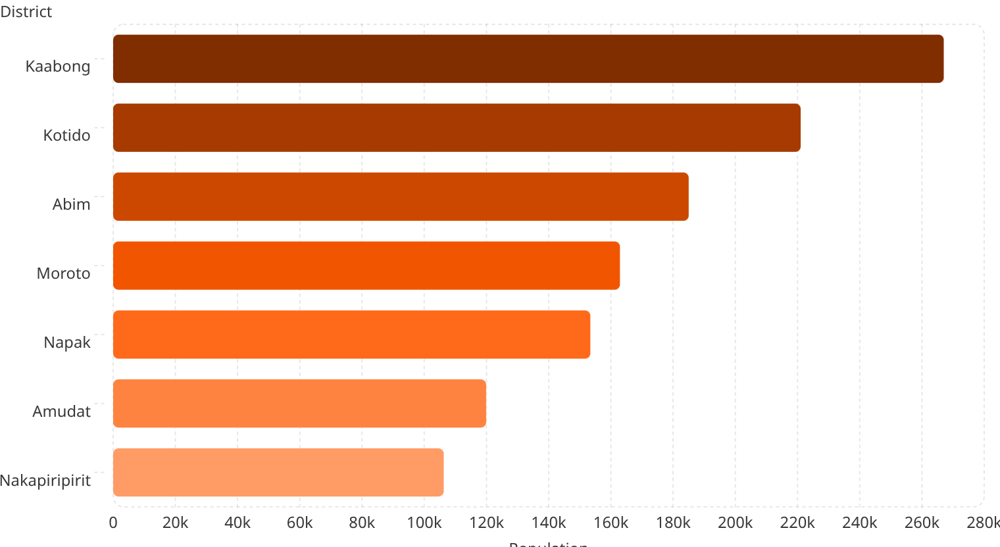 District
Kaabong
Kotido
Abim
Moroto
Napak
Amudat
Nakapiripirit
0 20k 40k 60k 80k 100k 120k 140k 160k 180k 200k 220k 240k 260k 280k
Population